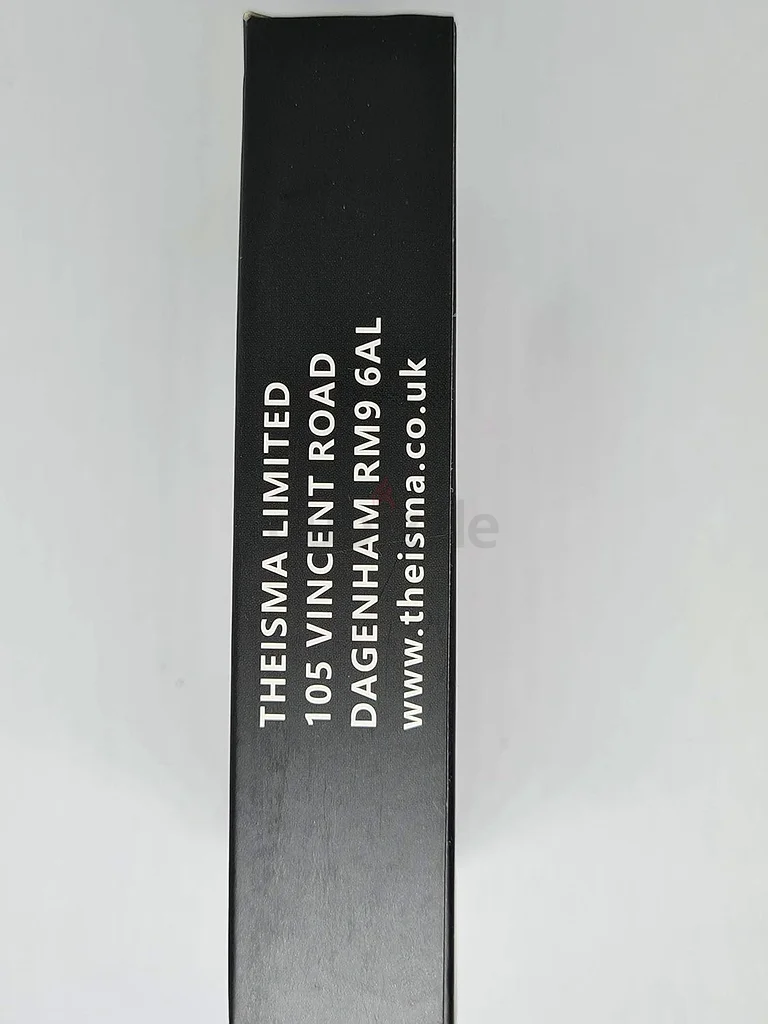 THEISMA LIMITED
105 VINCENT ROAD
DAGENHAM RM9 6AL
www.theisma.co.uk